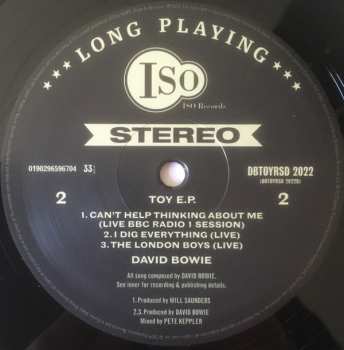 ★★★ LONG PLAYING ★★★
ISO
ISO Records
STEREO
0190296596704 33⅓
DBTOYRSD 2022
(DBTOYRSD 2022B)
2
2
TOY E.P.
1. CAN'T HELP THINKING ABOUT ME
(LIVE BBC RADIO 1 SESSION)
2. I DIG EVERYTHING (LIVE)
3. THE LONDON BOYS (LIVE)
DAVID BOWIE
All song composed by DAVID BOWIE.
See inner for recording & publishing details.
1. Produced by WILL SAUNDERS
2,3. Produced by DAVID BOWIE
Mixed by PETE KEPPLER